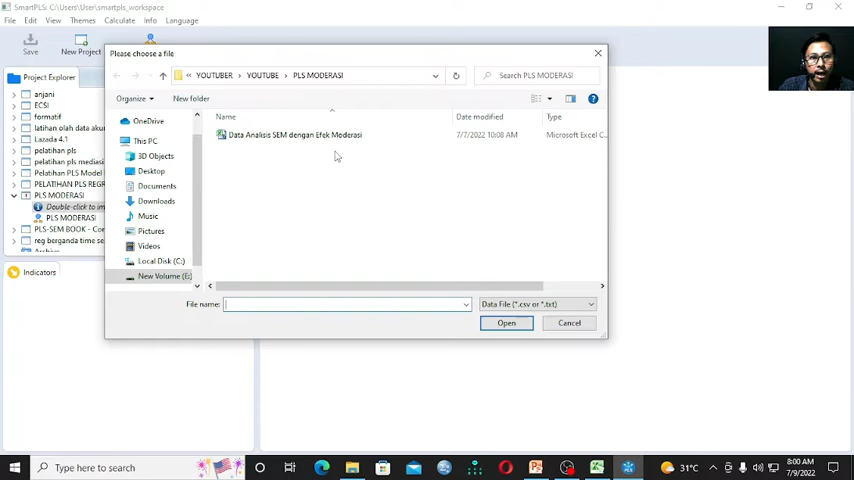 SmartPLS: C:\Users\User\smartpls_workspace
File Edit View Themes Calculate Info Language
Save
New Project
Please choose a file
« YOUTUBER › YOUTUBE › PLS MODERASI
Search PLS MODERASI
Organize
New folder
Project Explorer
anjani
ECSI
formatif
latihan olah data aku
Lazada 4.1
pelatihan pls
pelatihan pls mediasi
Pelatihan PLS Model
PELATIHAN PLS REGR
PLS MODERASI
Double-click to im
PLS MODERASI
PLS-SEM BOOK - Cor
reg berganda time se
Archive
Indicators
OneDrive
This PC
3D Objects
Desktop
Documents
Downloads
Music
Pictures
Videos
Local Disk (C:)
New Volume (E:)
Name
Date modified
Type
Data Analisis SEM dengan Efek Moderasi
7/7/2022 10:08 AM
Microsoft Excel C...
File name:
Data File (*.csv or *.txt)
Open
Cancel
Type here to search
31°C
8:00 AM
7/9/2022